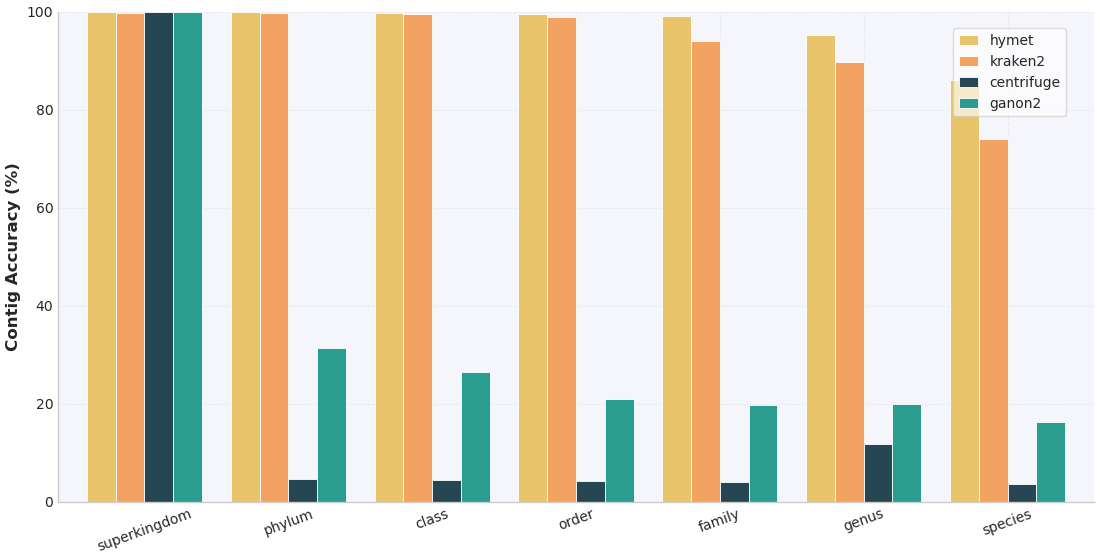 100
80
60
40
20
0
Contig Accuracy (%)
hymet
kraken2
centrifuge
ganon2
superkingdom
phylum
class
order
family
genus
species